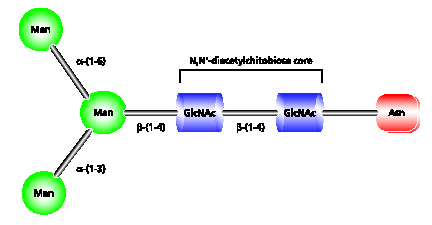 Man
α-(1-6)
N,N'-diacetylchitobiose core
Man
β-(1-4)
GlcNAc
β-(1-4)
GlcNAc
Asn
α-(1-3)
Man